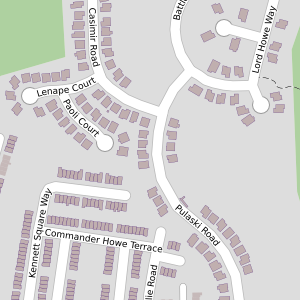 Casimir Road
Battl
Lord Howe Way
Lenape Court
Paoli Court
Pulaski Road
Kennett Square Way
Commander Howe Terrace
lie Road